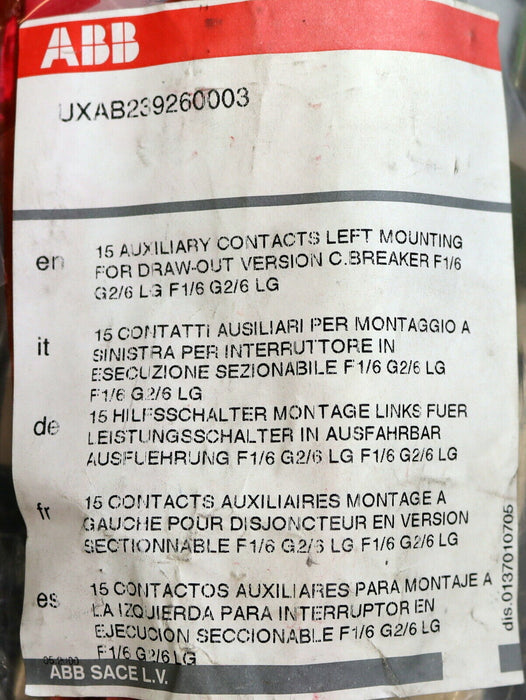 ABB
UXAB239260003
en
15 AUXILIARY CONTACTS LEFT MOUNTING
FOR DRAW-OUT VERSION C.BREAKER F1/6
G2/6 LG F1/6 G2/6 LG
it
15 CONTATTI AUSILIARI PER MONTAGGIO A
SINISTRA PER INTERRUTTORE IN
ESECUZIONE SEZIONABILE F1/6 G2/6 LG
F1/6 G2/6 LG
de
15 HILFSSCHALTER MONTAGE LINKS FUER
LEISTUNGSSCHALTER IN AUSFAHRBAR
AUSFUEHRUNG F1/6 G2/6 LG F1/6 G2/6 LG
fr
15 CONTACTS AUXILIAIRES MONTAGE A
GAUCHE POUR DISJONCTEUR EN VERSION
SECTIONNABLE F1/6 G2/6 LG F1/6 G2/6 LG
es
15 CONTACTOS AUXILIARES PARA MONTAJE A
LA IZQUIERDA PARA INTERRUPTOR EN
EJECUCION SECCIONABLE F1/6 G2/6 LG
F1/6 G2/6 LG
ABB SACE L.V.
dis.0137010705